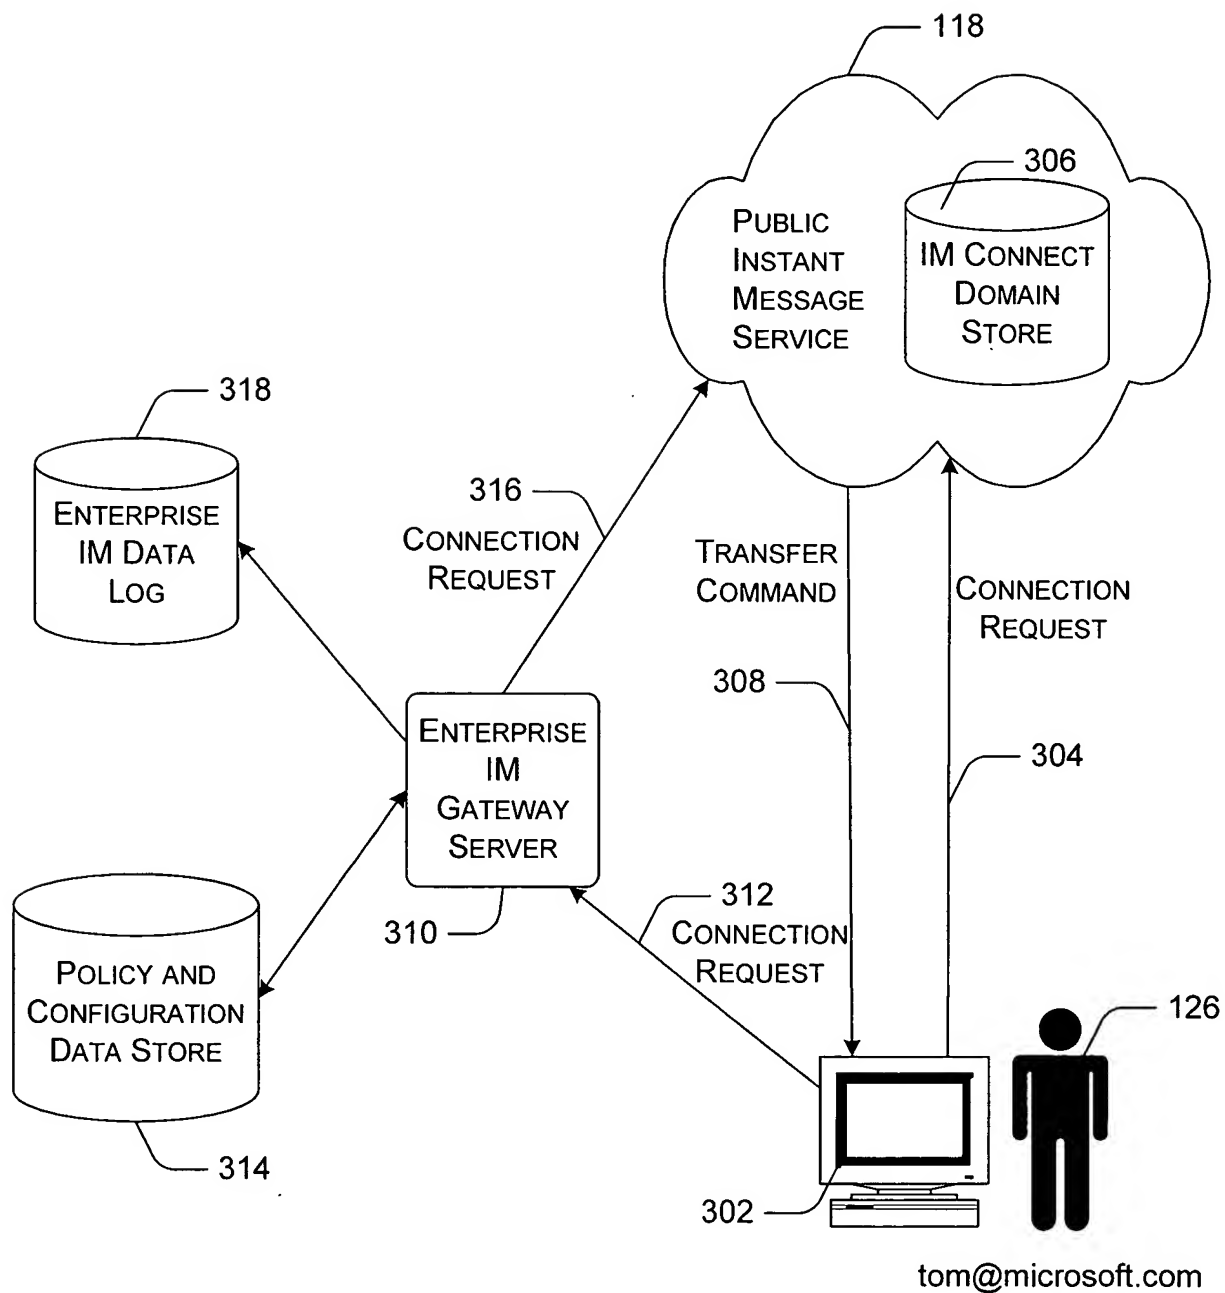 118
306
PUBLIC
INSTANT
MESSAGE
SERVICE
IM CONNECT
DOMAIN
STORE
318
ENTERPRISE
IM DATA
LOG
316
CONNECTION
REQUEST
TRANSFER
COMMAND
CONNECTION
REQUEST
308
304
ENTERPRISE
IM
GATEWAY
SERVER
310
312
CONNECTION
REQUEST
POLICY AND
CONFIGURATION
DATA STORE
314
126
302
tom@microsoft.com